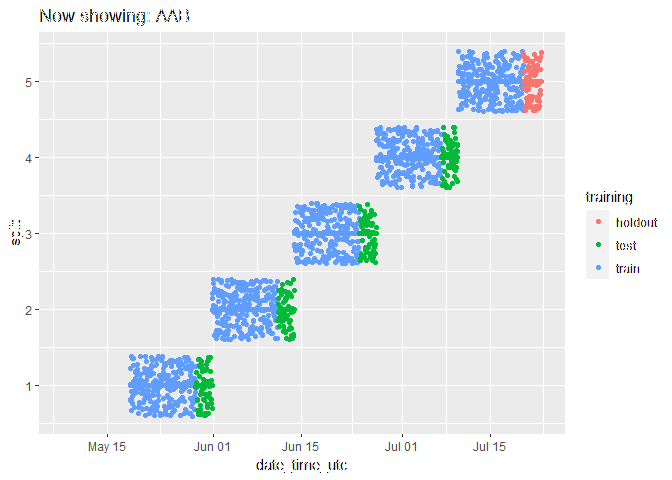 Now showing: AAB
5
4
3
2
1
split
May 15
Jun 01
Jun 15
Jul 01
Jul 15
date_time_utc
training
holdout
test
train